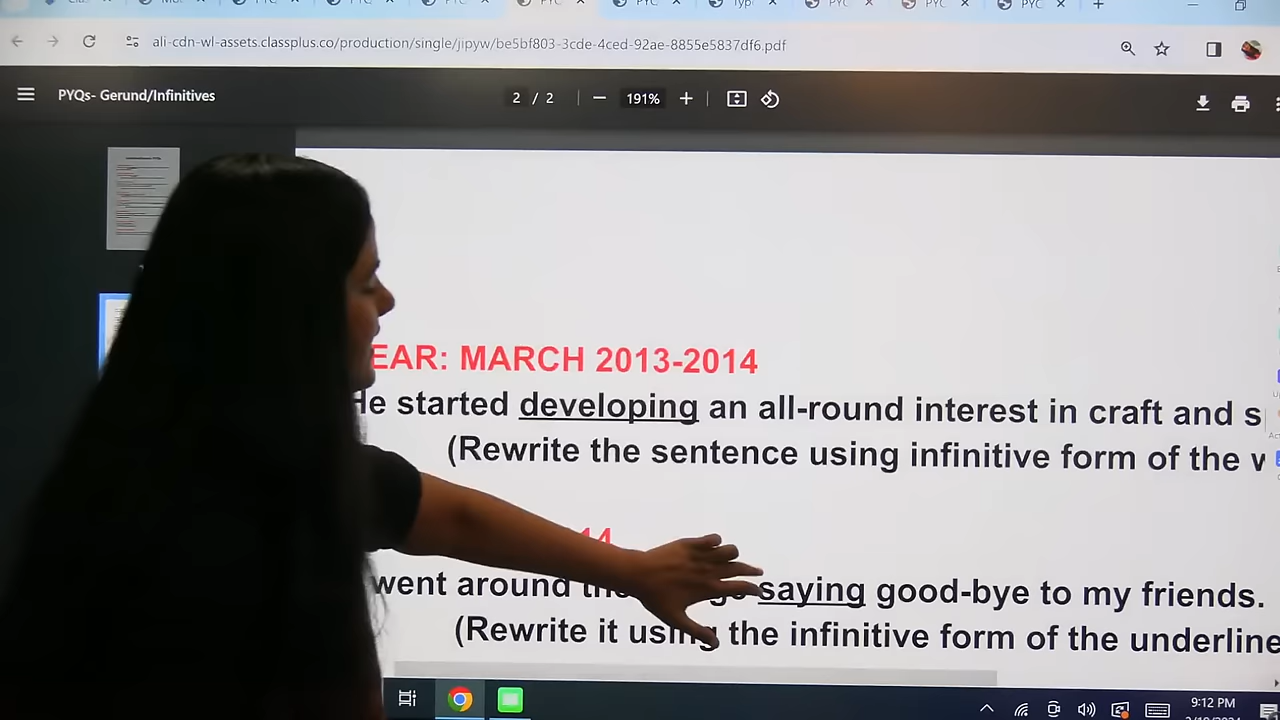 ali-cdn-wl-assets.classplus.co/production/single/jipyw/be5bf803-3cde-4ced-92ae-8855e5837df6.pdf
PYQs- Gerund/Infinitives
2 / 2
191%
EAR: MARCH 2013-2014
He started developing an all-round interest in craft and s
(Rewrite the sentence using infinitive form of the w
14
went around saying good-bye to my friends.
(Rewrite it using the infinitive form of the underline
9:12 PM